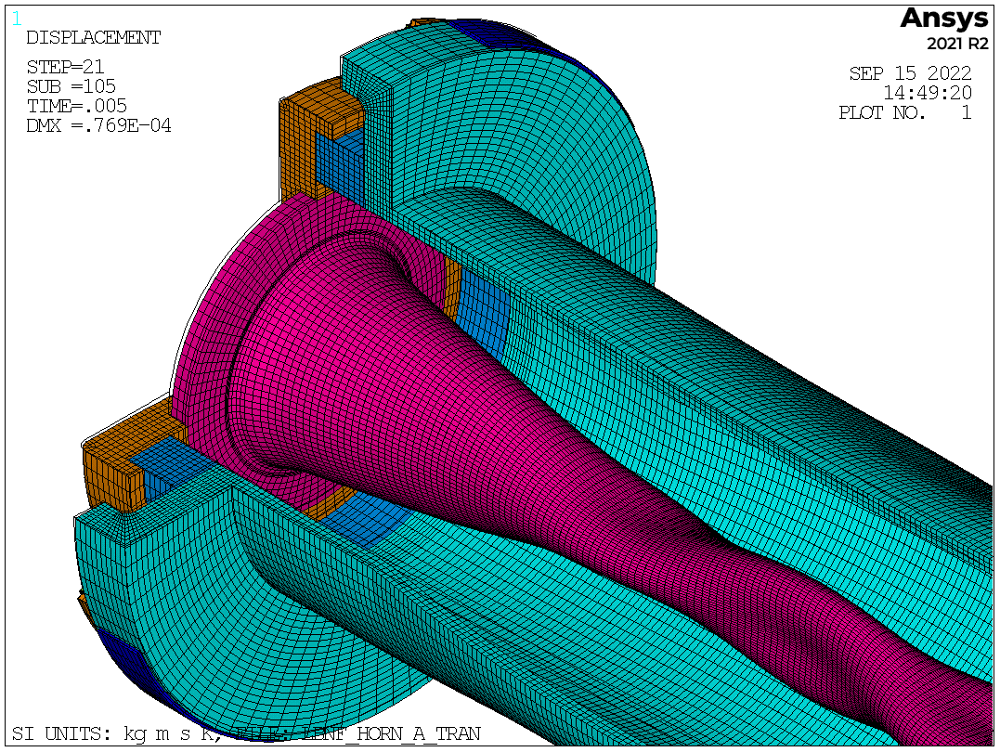 1
DISPLACEMENT
STEP=21
SUB =105
TIME=.005
DMX =.769E-04
Ansys
2021 R2
SEP 15 2022
14:49:20
PLOT NO. 1
SI UNITS: kg m s K, LBNF_HORN_A_TRAN